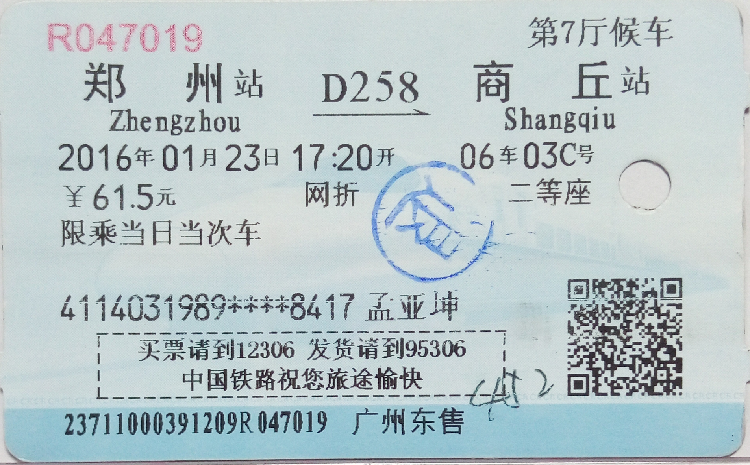 R047019 第7厅候车
郑州站 D258 商丘站
Zhengzhou Shangqiu
2016年01月23日 17:20开 06车03C号
￥61.5元 网折 二等座
限乘当日当次车
4114031989****8417 孟亚坤
买票请到12306 发货请到95306
中国铁路祝您旅途愉快
23711000391209R047019 广州东售